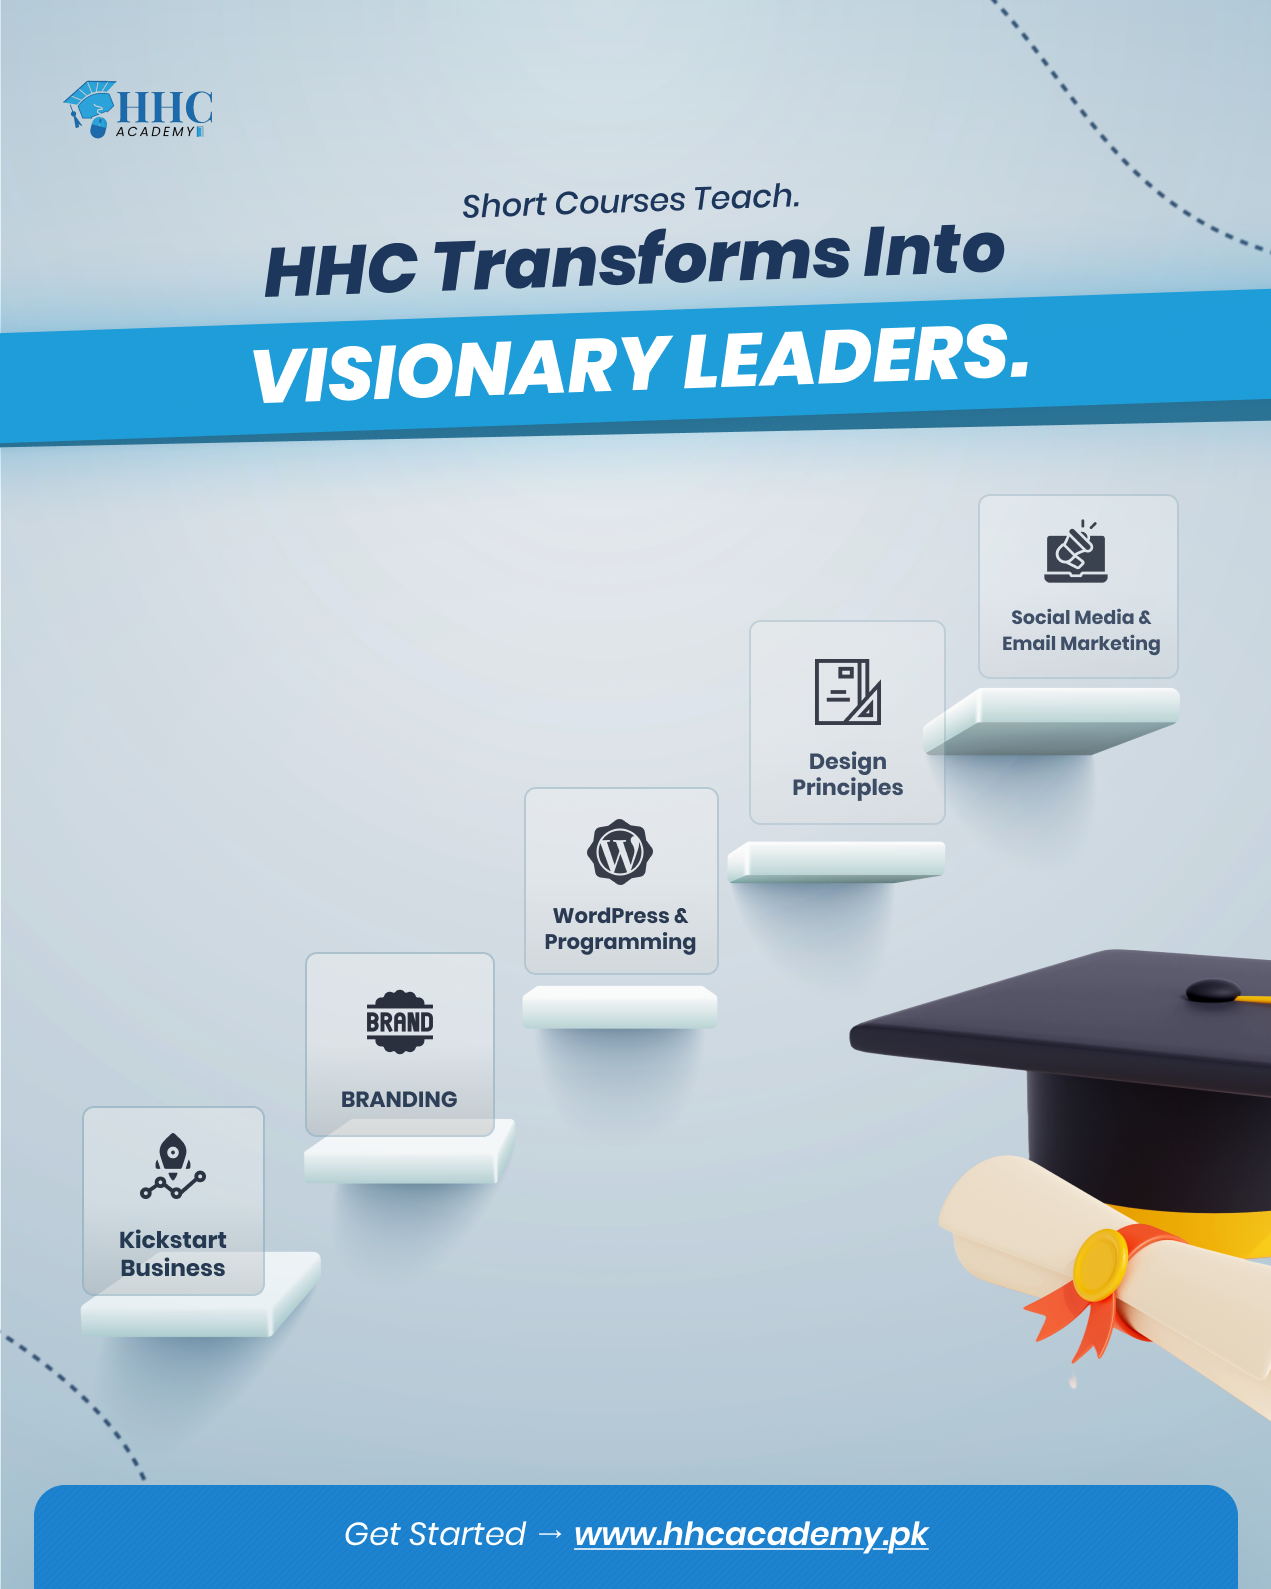 HHC
ACADEMY
Short Courses Teach.
HHC Transforms Into
VISIONARY LEADERS.
Social Media &
Email Marketing
Design
Principles
WordPress &
Programming
BRAND
BRANDING
Kickstart
Business
Get Started → www.hhcacademy.pk